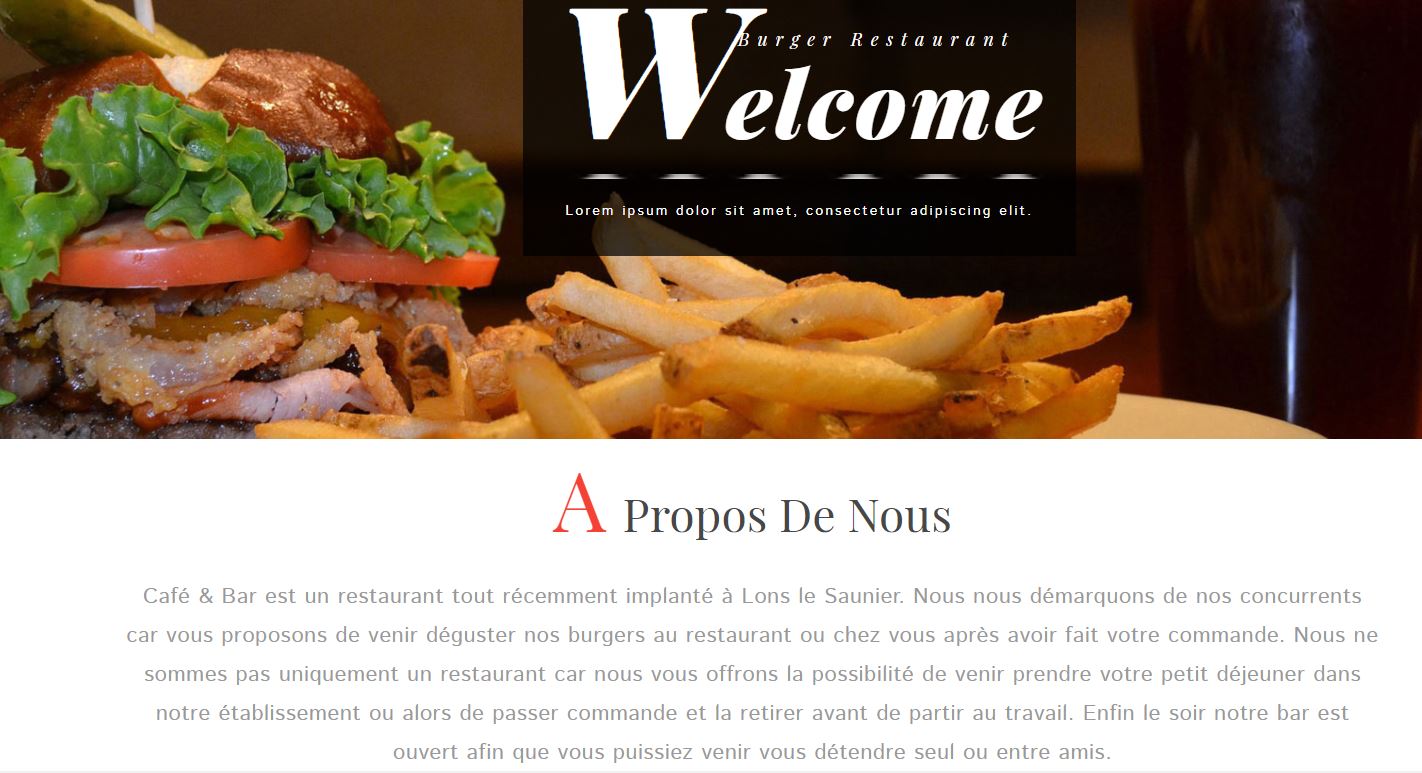 Burger Restaurant
Welcome
Lorem ipsum dolor sit amet, consectetur adipiscing elit.
A Propos De Nous
Café & Bar est un restaurant tout récemment implanté à Lons le Saunier. Nous nous démarquons de nos concurrents
car vous proposons de venir déguster nos burgers au restaurant ou chez vous après avoir fait votre commande. Nous ne
sommes pas uniquement un restaurant car nous vous offrons la possibilité de venir prendre votre petit déjeuner dans
notre établissement ou alors de passer commande et la retirer avant de partir au travail. Enfin le soir notre bar est
ouvert afin que vous puissiez venir vous détendre seul ou entre amis.